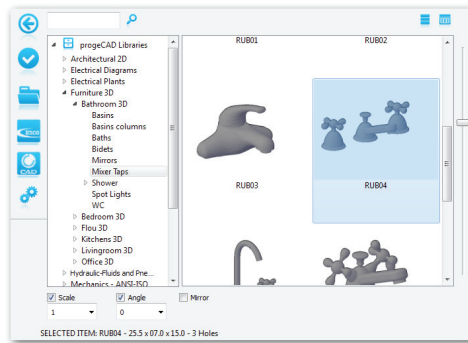 progeCAD Libraries
Architectural 2D
Electrical Diagrams
Electrical Plants
Furniture 3D
Bathroom 3D
Basins
Basins columns
Baths
Bidets
Mirrors
Mixer Taps
Shower
Spot Lights
WC
Bedroom 3D
Flou 3D
Kitchens 3D
Livingroom 3D
Office 3D
Hydraulic-Fluids and Pne...
Mechanics - ANSI-ISO
RUB01 RUB02
RUB03 RUB04
CAD
Scale Angle Mirror
1 0
SELECTED ITEM: RUB04 - 25.5 x 07.0 x 15.0 - 3 Holes